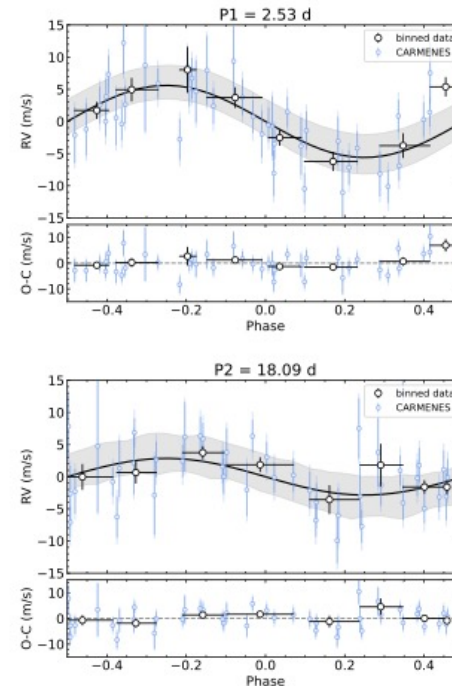 P1 = 2.53 d
binned data
CARMENES
RV (m/s)
15
10
5
0
−5
−10
−15
O-C (m/s)
10
0
−10
−0.4 −0.2 0.0 0.2 0.4
Phase
P2 = 18.09 d
binned data
CARMENES
RV (m/s)
15
10
5
0
−5
−10
−15
O-C (m/s)
10
0
−10
−0.4 −0.2 0.0 0.2 0.4
Phase